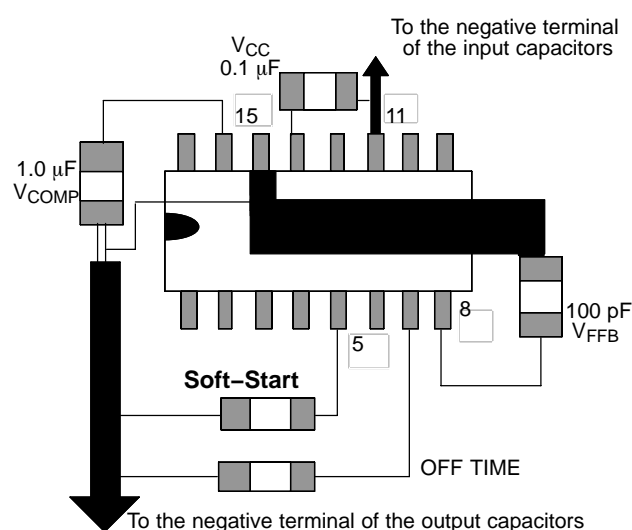 To the negative terminal
of the input capacitors
VCC
0.1 μF
15
11
1.0 μF
VCOMP
8
100 pF
VFFB
5
Soft−Start
OFF TIME
To the negative terminal of the output capacitors